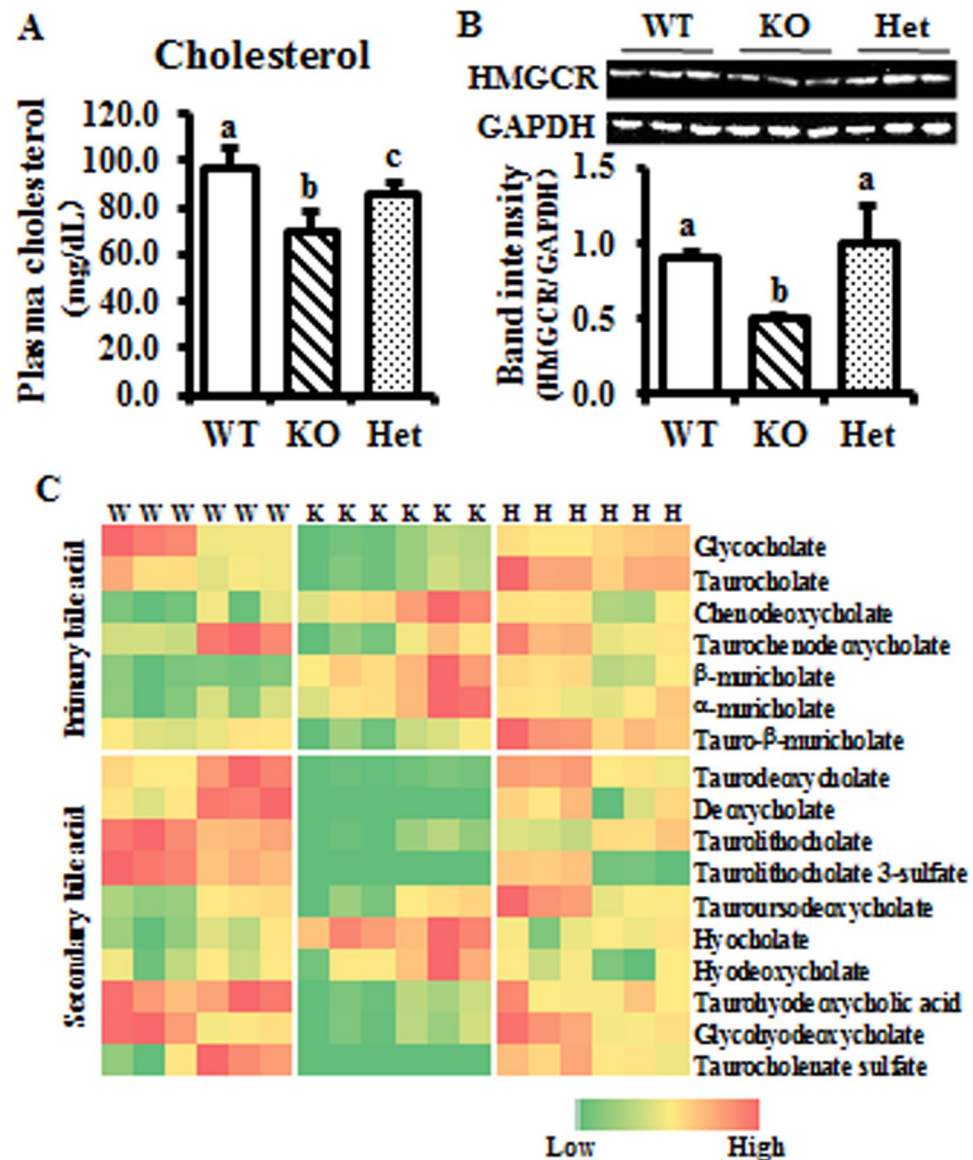 A
Cholesterol
Plasma cholesterol
(mg/dL)
120.0
100.0
80.0
60.0
40.0
20.0
0.0
a
b
c
WT KO Het
B
WT KO Het
HMGCR
GAPDH
Band intensity
(HMGCR/GAPDH)
1.5
1.0
0.5
0.0
a
b
a
WT KO Het
C
W W W W W W K K K K K K H H H H H H
Primary bile acid
Glycocholate
Taurocholate
Chenodeoxycholate
Taurochenodeoxycholate
β-muricholate
α-muricholate
Tauro-β-muricholate
Secondary bile acid
Taurodeoxycholate
Deoxycholate
Taurolithocholate
Taurolithocholate 3-sulfate
Tauroursodeoxycholate
Hyocholate
Hyodeoxycholate
Taurohyodeoxycholic acid
Glycohyodeoxycholate
Taurocholenate sulfate
Low High